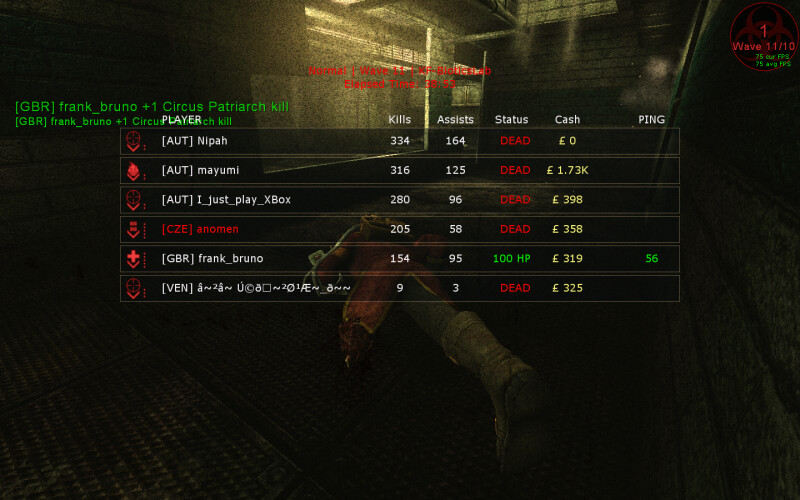 1
Wave 11/10
75 cur FPS
75 avg FPS
[GBR] frank_bruno +1 Circus Patriarch kill
[GBR] frank_bruno +1 Circus Patriarch kill
PLAYER Kills Assists Status Cash PING
[AUT] Nipah 334 164 DEAD £ 0
[AUT] mayumi 316 125 DEAD £ 1.73K
[AUT] I_just_play_XBox 280 96 DEAD £ 398
[CZE] anomen 205 58 DEAD £ 358
[GBR] frank_bruno 154 95 100 HP £ 319 56
[VEN] 9 3 DEAD £ 325